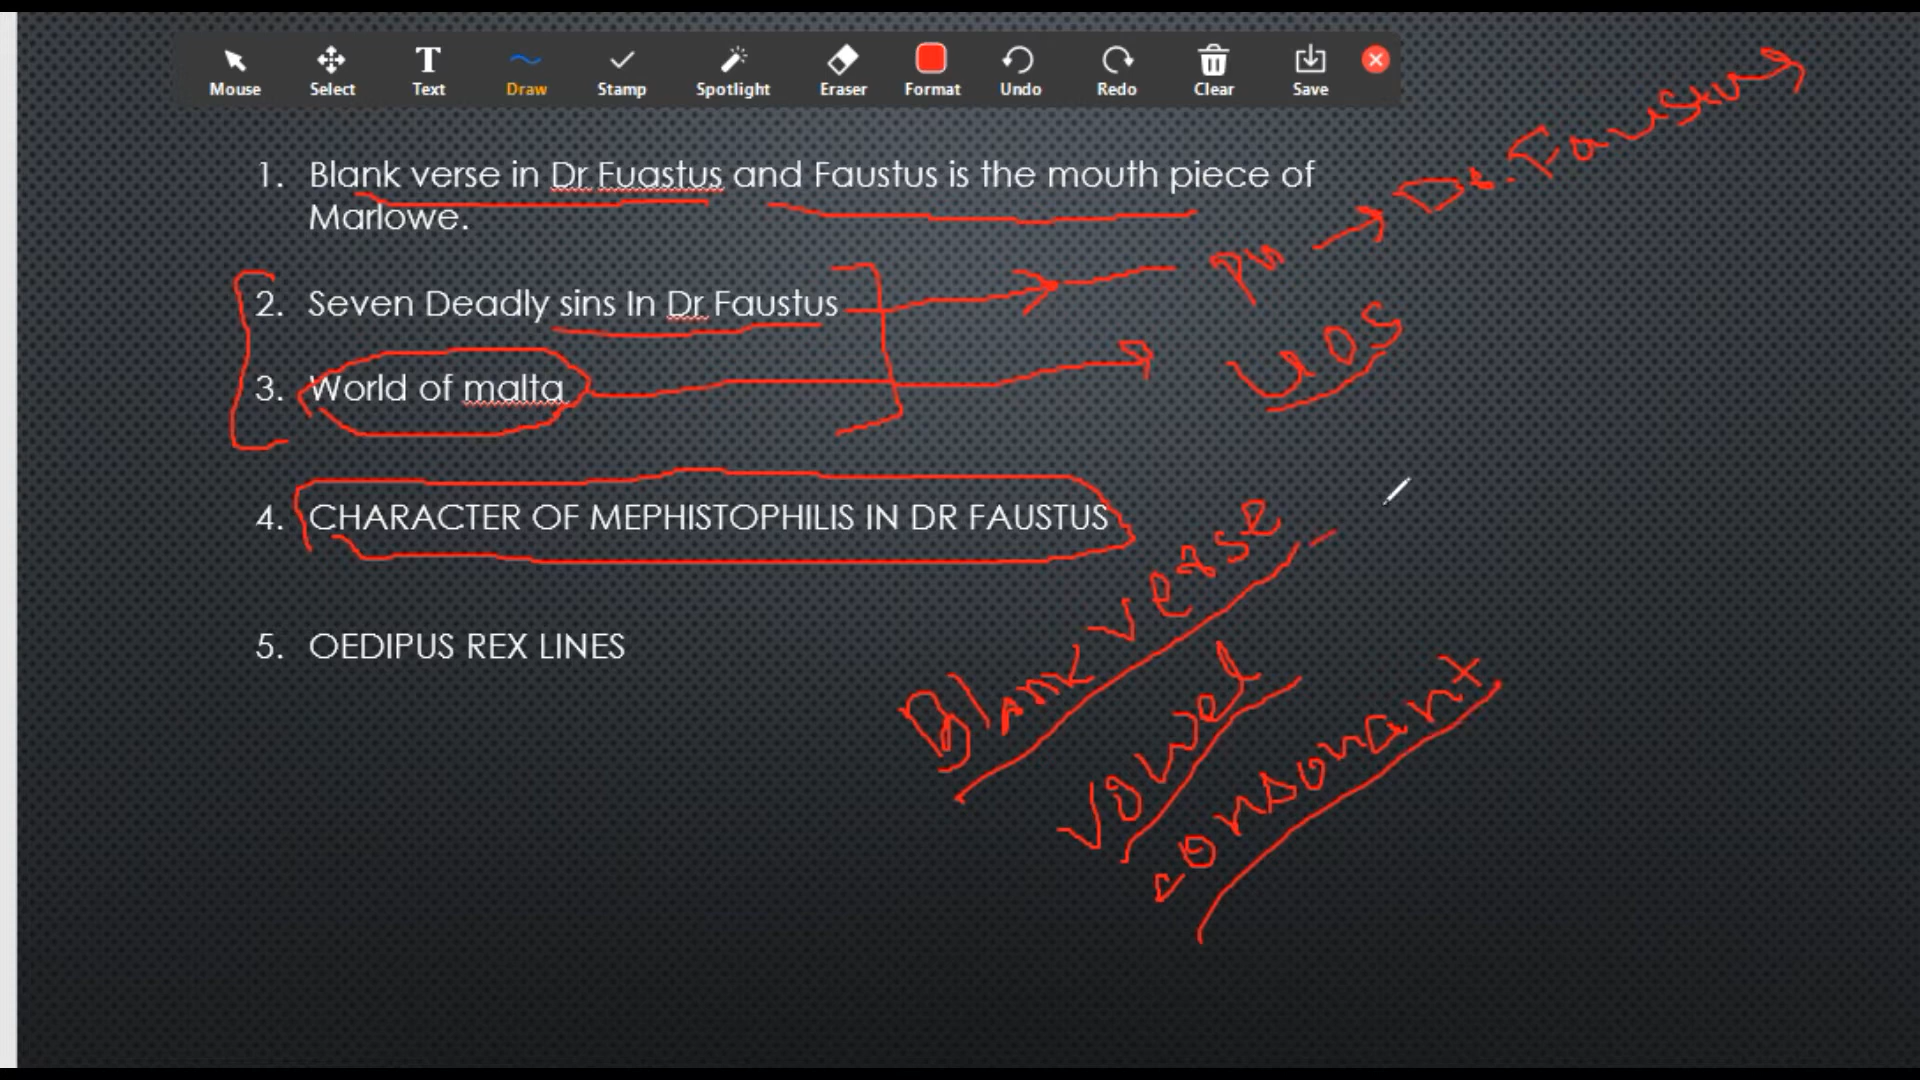 Mouse Select Text Draw Stamp Spotlight Eraser Format Undo Redo Clear Save
1. Blank verse in Dr Fuastus and Faustus is the mouth piece of
Marlowe.
2. Seven Deadly sins In Dr Faustus
3. World of malta
4. CHARACTER OF MEPHISTOPHILIS IN DR FAUSTUS
5. OEDIPUS REX LINES
PU
Dr. Faustus
UOS
Blank Verse
Vowel
consonant